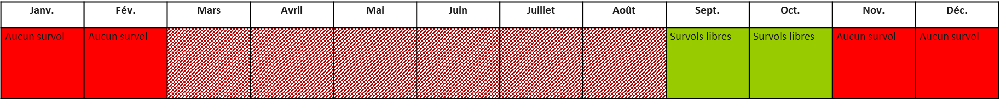 Janv. Fév. Mars Avril Mai Juin Juillet Août Sept. Oct. Nov. Déc.
Aucun survol Aucun survol Survols libres Survols libres Aucun survol Aucun survol